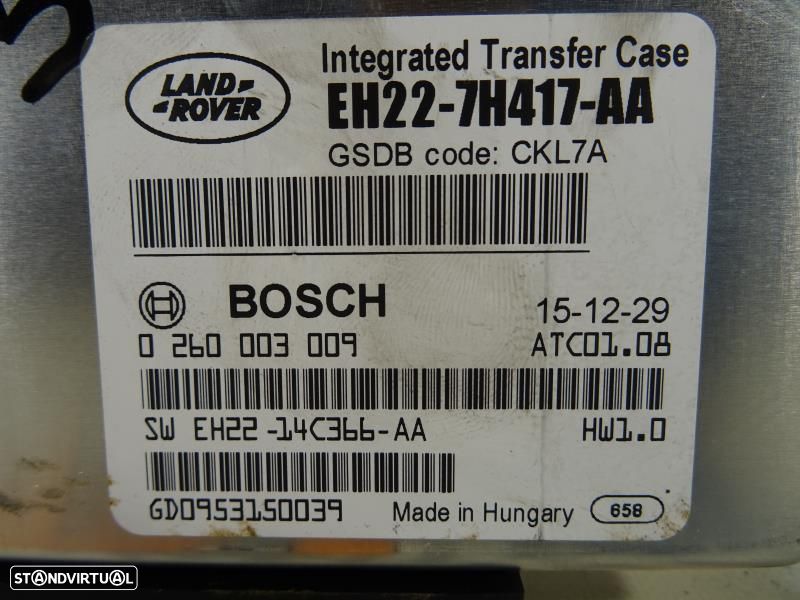 LAND-
-ROVER
Integrated Transfer Case
EH22-7H417-AA
GSDB code: CKL7A
BOSCH
15-12-29
0 260 003 009
ATC01.08
SW EH22-14C366-AA
HW1.0
GD0953150039
Made in Hungary
658
STANDVIRTUAL